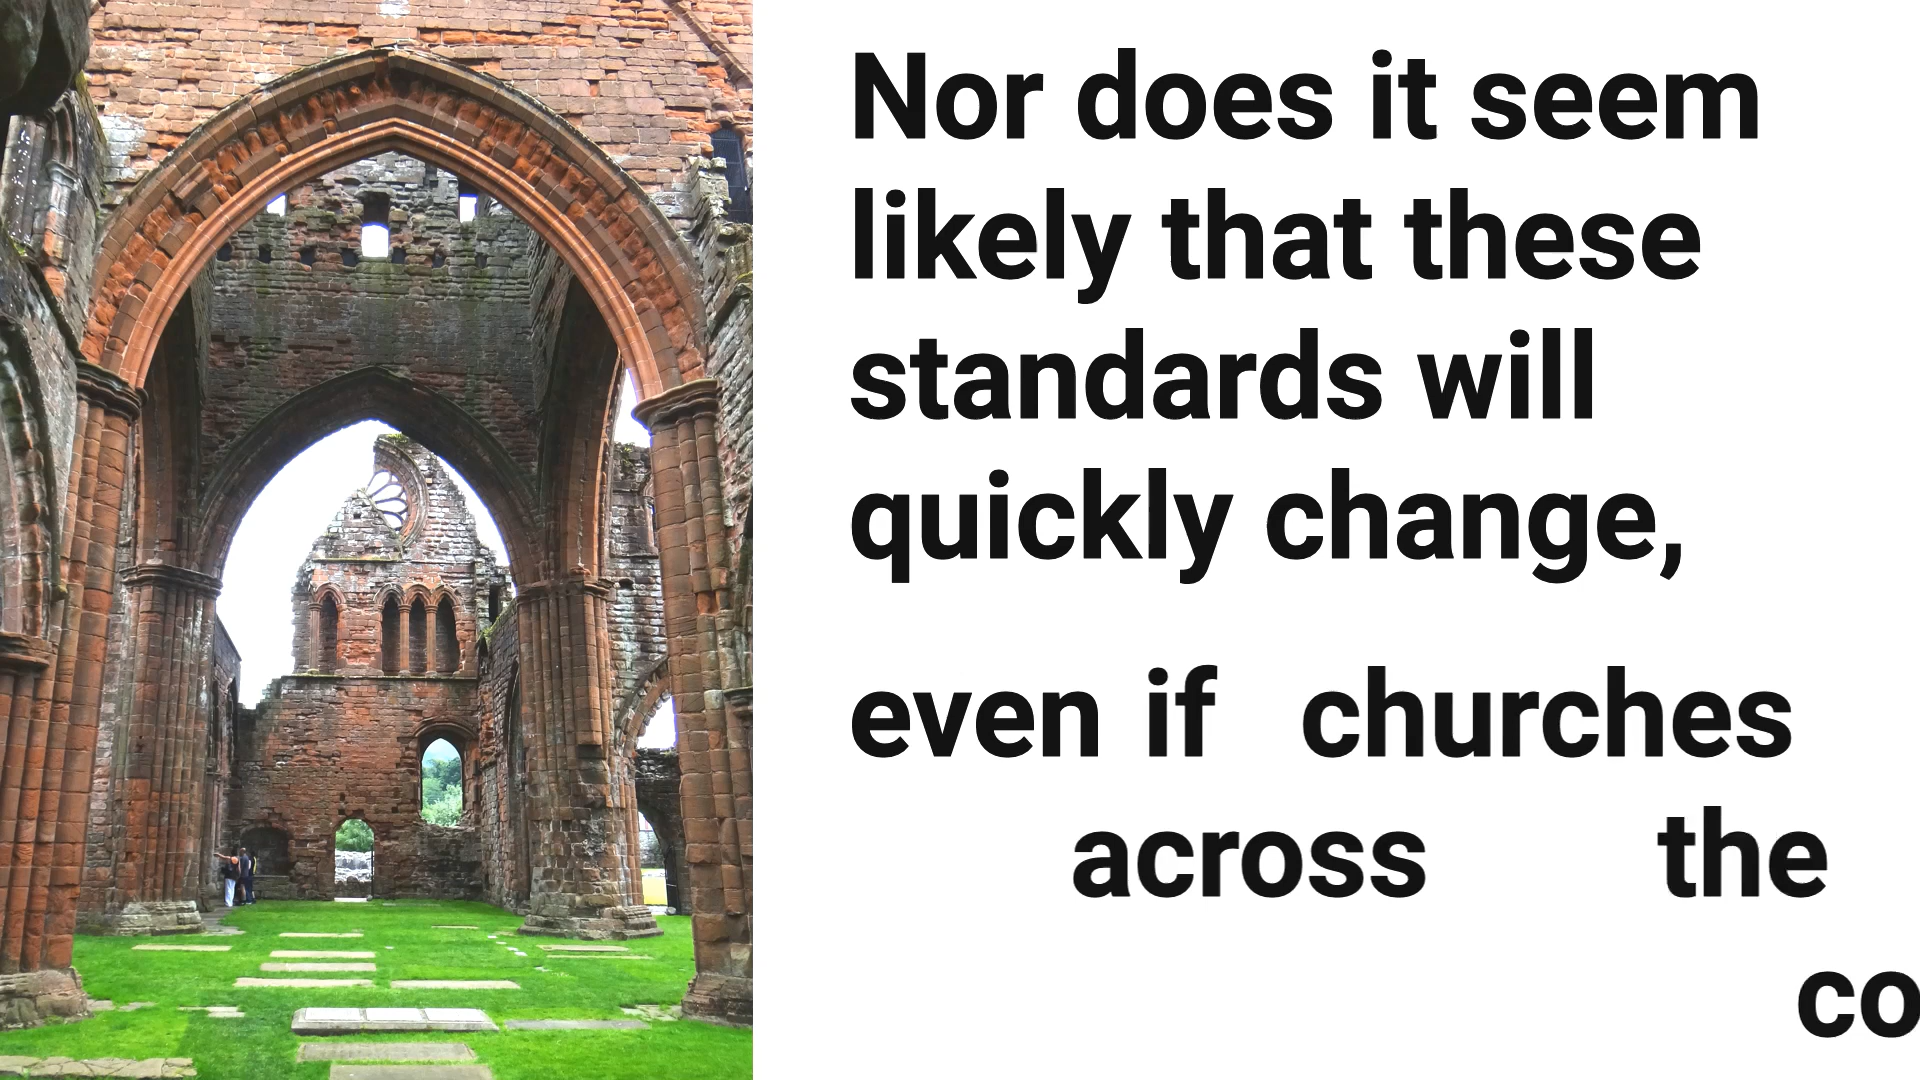 Nor does it seem
likely that these
standards will
quickly change,
even if churches
across the